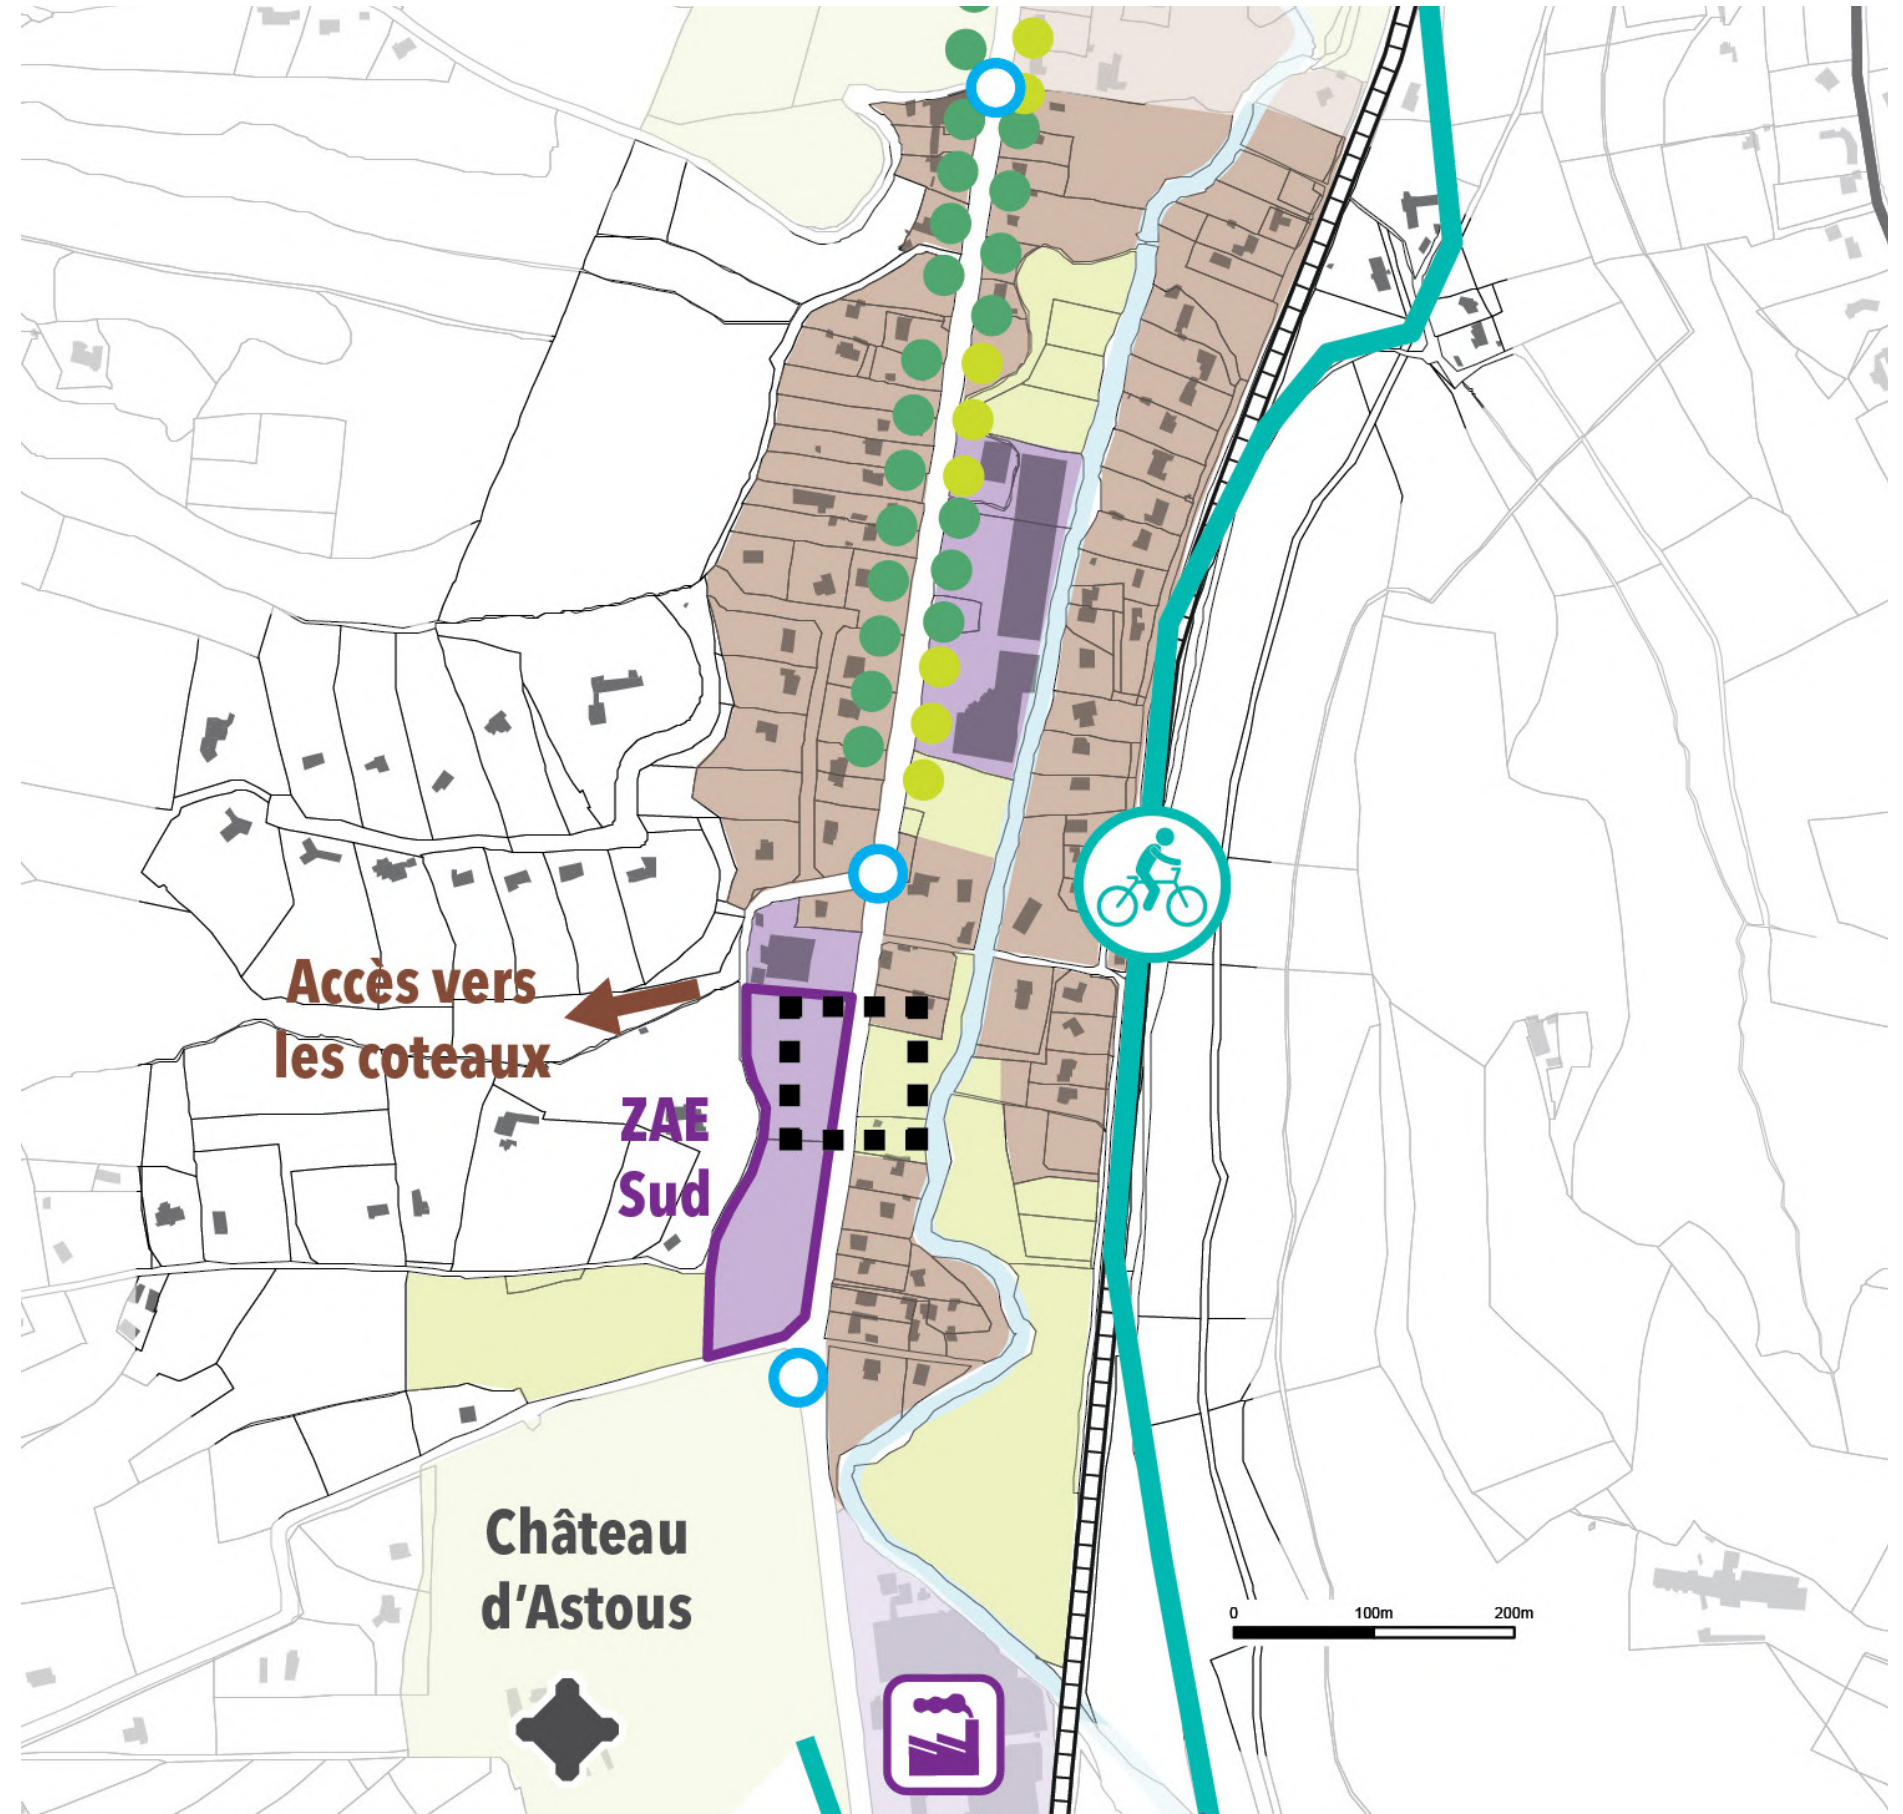 Accès vers
les coteaux
ZAE
Sud
Château
d'Astous
0 100m 200m